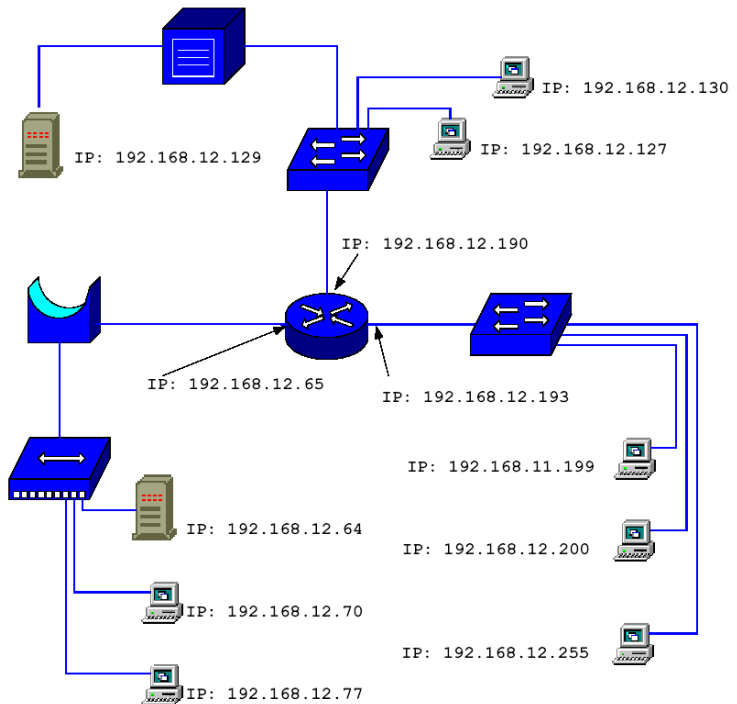 IP: 192.168.12.130
IP: 192.168.12.129
IP: 192.168.12.127
IP: 192.168.12.190
IP: 192.168.12.65
IP: 192.168.12.193
IP: 192.168.11.199
IP: 192.168.12.64
IP: 192.168.12.200
IP: 192.168.12.70
IP: 192.168.12.255
IP: 192.168.12.77